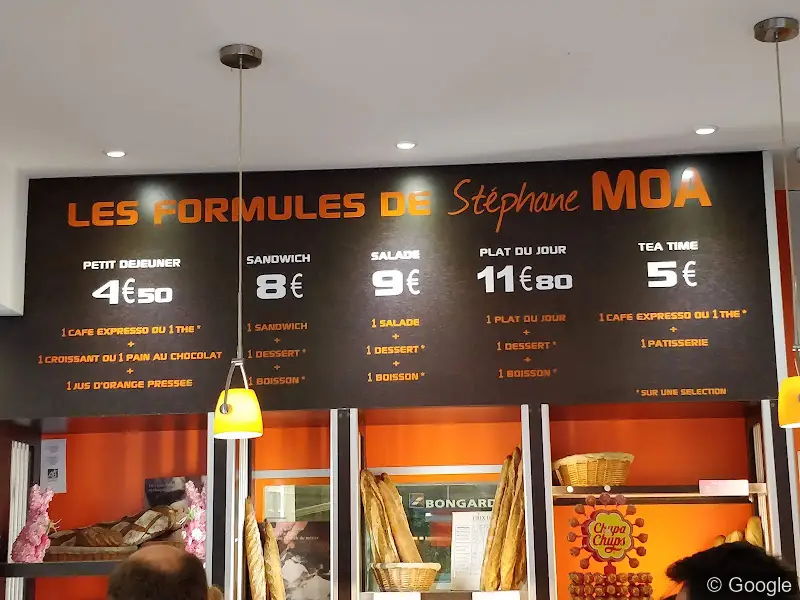 LES FORMULES DE Stéphane MOA
PETIT DEJEUNER
4€50
1 CAFE EXPRESSO OU 1 THE *
+
1 CROISSANT OU 1 PAIN AU CHOCOLAT
+
1 JUS D'ORANGE PRESSEE
SANDWICH
8€
1 SANDWICH
+
1 DESSERT *
+
1 BOISSON *
SALADE
9€
1 SALADE
+
1 DESSERT *
+
1 BOISSON *
PLAT DU JOUR
11€80
1 PLAT DU JOUR
+
1 DESSERT *
+
1 BOISSON *
TEA TIME
5€
1 CAFE EXPRESSO OU 1 THE *
+
1 PATISSERIE
* SUR UNE SELECTION
AB
BONGARD
Chupa
Chups
© Google